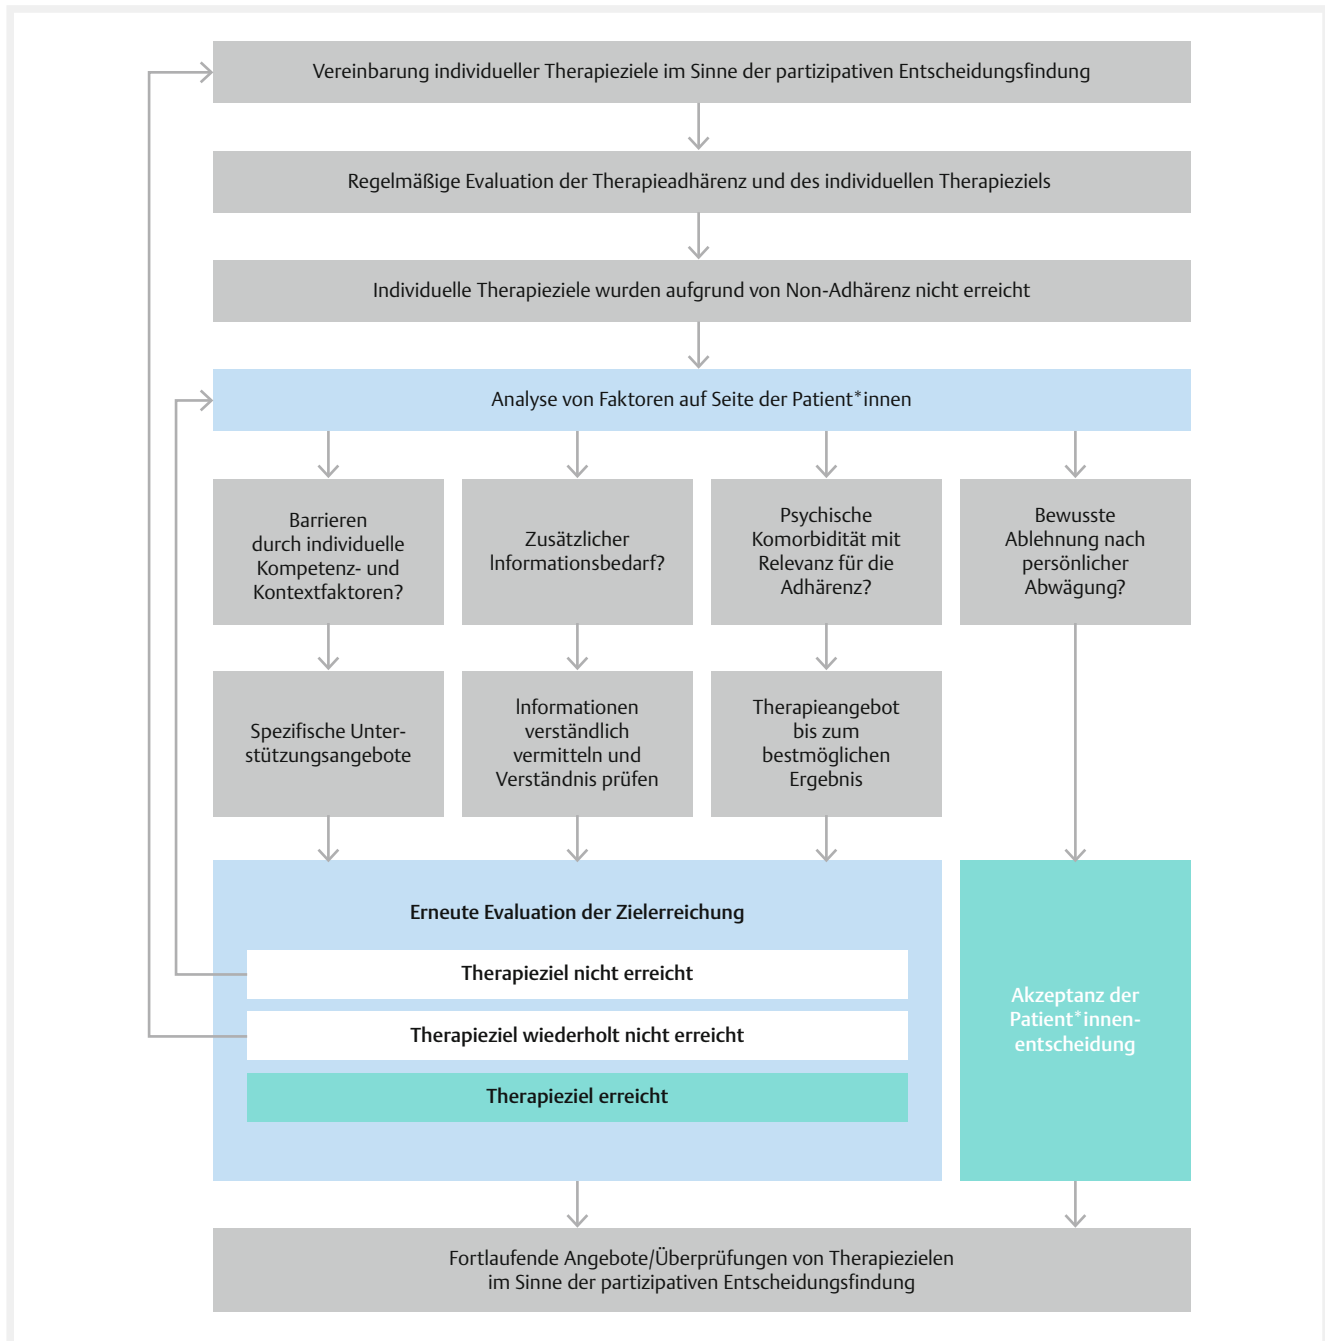 Vereinbarung individueller Therapieziele im Sinne der partizipativen Entscheidungsfindung
Regelmäßige Evaluation der Therapieadhärenz und des individuellen Therapieziels
Individuelle Therapieziele wurden aufgrund von Non-Adhärenz nicht erreicht
Analyse von Faktoren auf Seite der Patient*innen
Barrieren
durch individuelle
Kompetenz- und
Kontextfaktoren?
Zusätzlicher
Informationsbedarf?
Psychische
Komorbidität mit
Relevanz für die
Adhärenz?
Bewusste
Ablehnung nach
persönlicher
Abwägung?
Spezifische Unter-
stützungsangebote
Informationen
verständlich
vermitteln und
Verständnis prüfen
Therapieangebot
bis zum
bestmöglichen
Ergebnis
Erneute Evaluation der Zielerreichung
Therapieziel nicht erreicht
Therapieziel wiederholt nicht erreicht
Therapieziel erreicht
Akzeptanz der
Patient*innen-
entscheidung
Fortlaufende Angebote/Überprüfungen von Therapiezielen
im Sinne der partizipativen Entscheidungsfindung